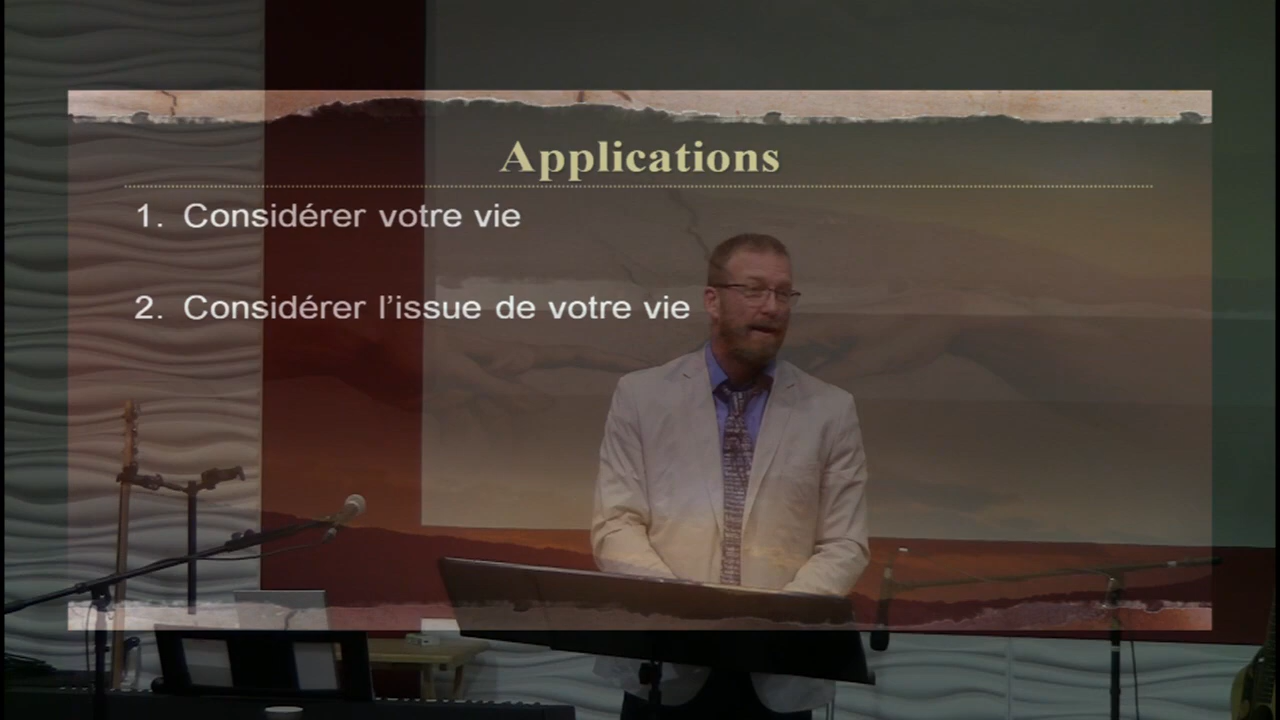 Applications
1. Considérer votre vie
2. Considérer l'issue de votre vie